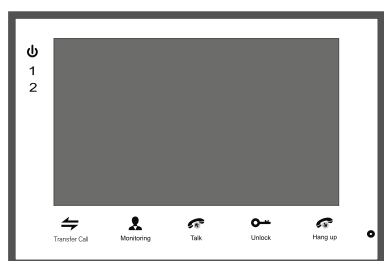 1
2
Transfer Call
Monitoring
Talk
Unlock
Hang up